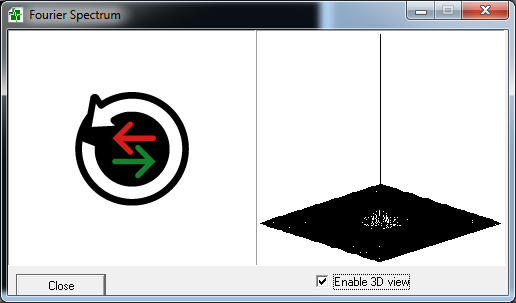 Fourier Spectrum
Close
Enable 3D view